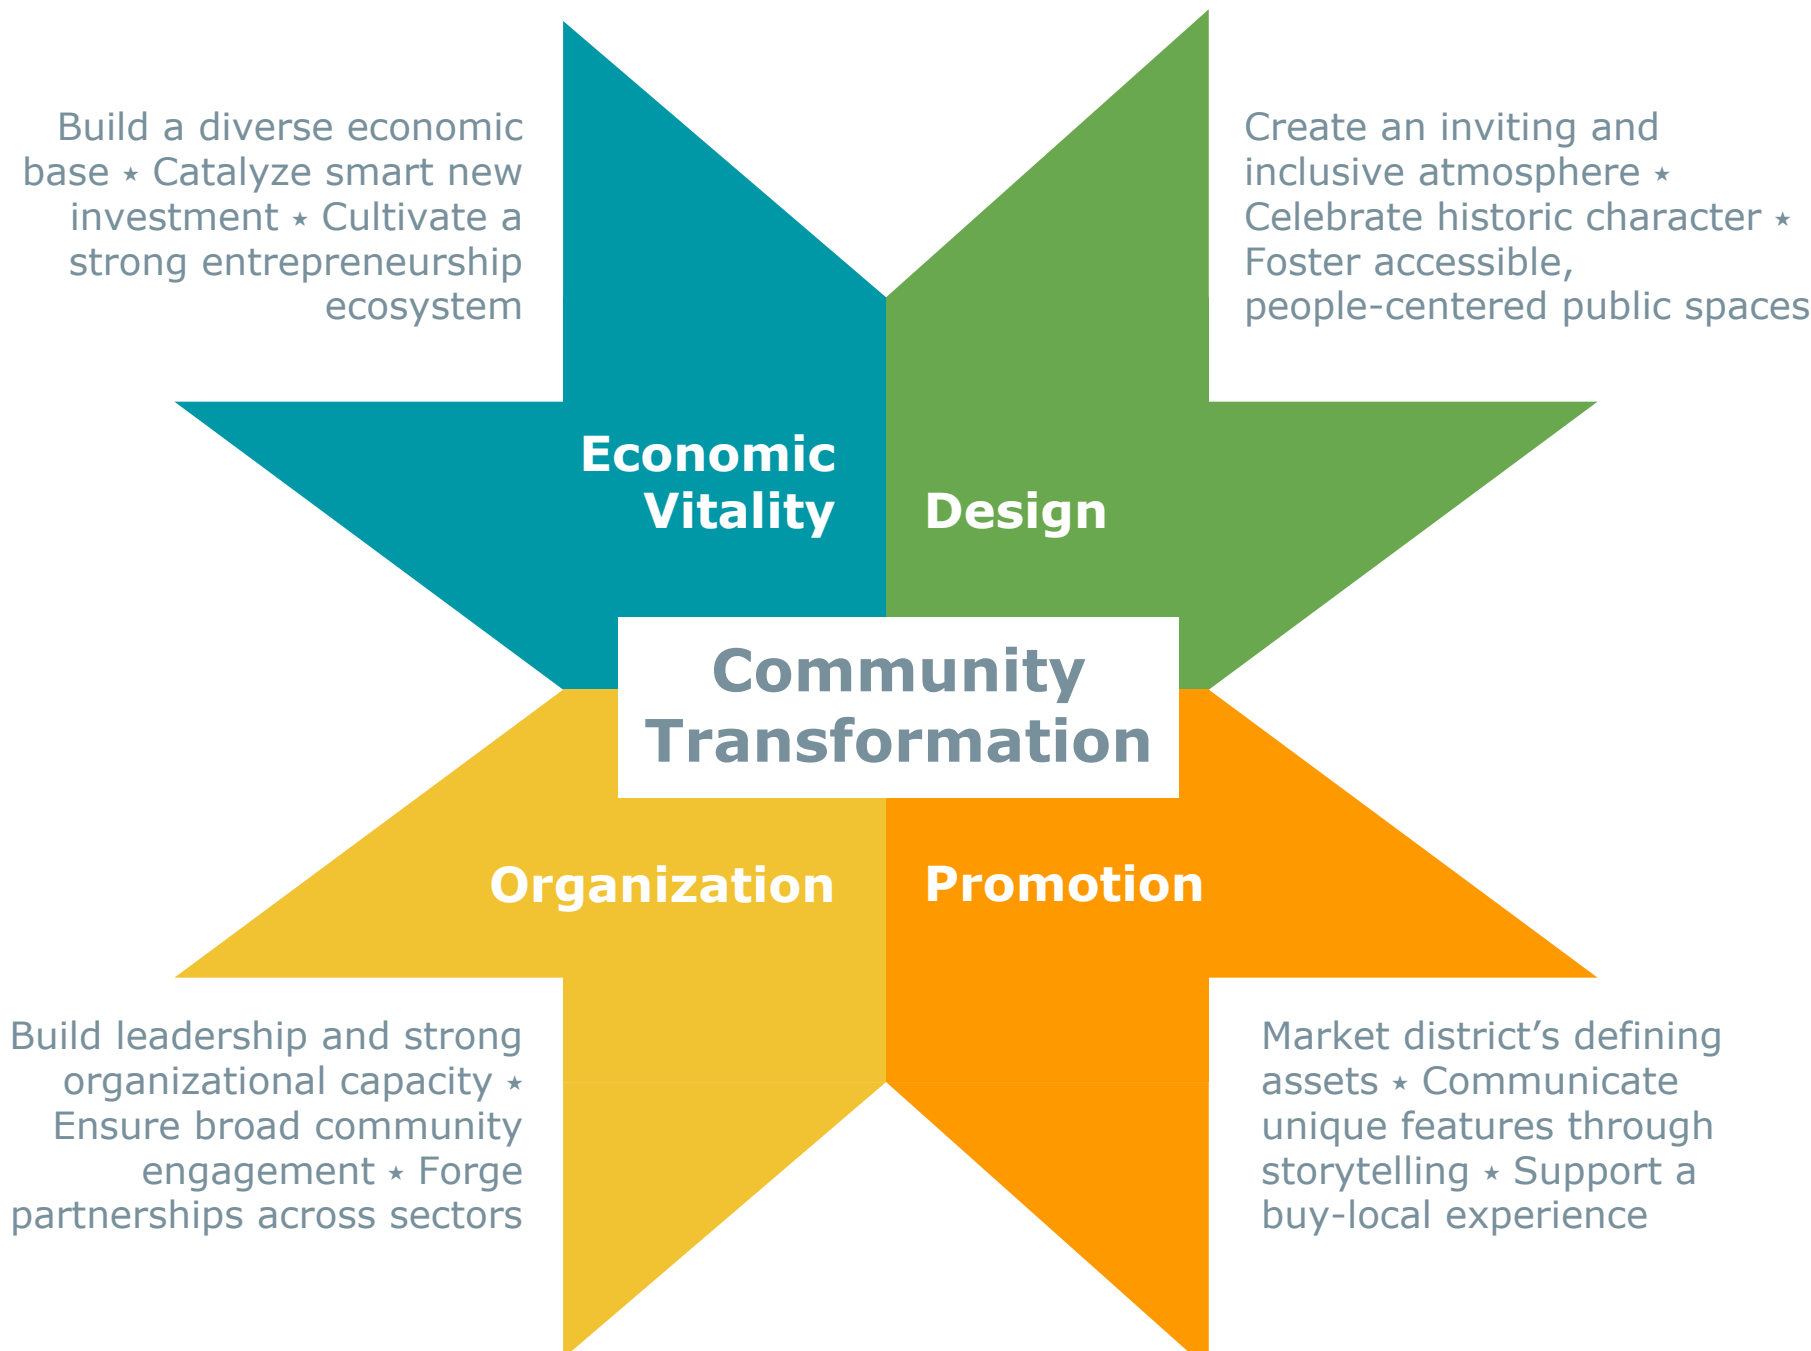 Build a diverse economic
base ⋆ Catalyze smart new
investment ⋆ Cultivate a
strong entrepreneurship
ecosystem
Create an inviting and
inclusive atmosphere ⋆
Celebrate historic character ⋆
Foster accessible,
people-centered public spaces
Economic
Vitality
Design
Community
Transformation
Organization
Promotion
Build leadership and strong
organizational capacity ⋆
Ensure broad community
engagement ⋆ Forge
partnerships across sectors
Market district’s defining
assets ⋆ Communicate
unique features through
storytelling ⋆ Support a
buy-local experience